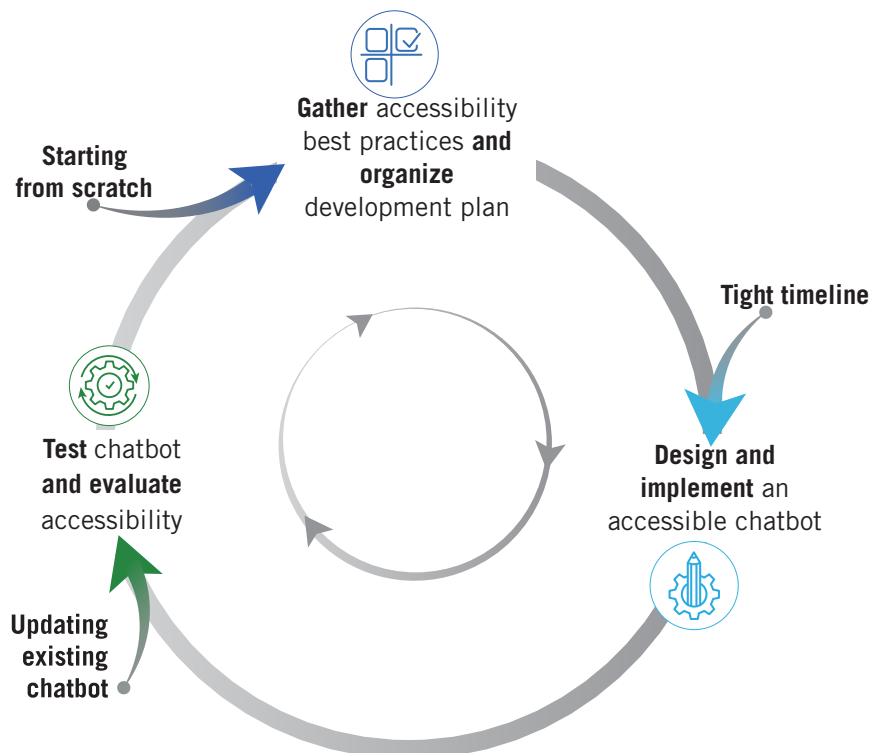 Gather accessibility
best practices and
organize
development plan
Starting
from scratch
Tight timeline
Design and
implement an
accessible chatbot
Test chatbot
and evaluate
accessibility
Updating
existing
chatbot